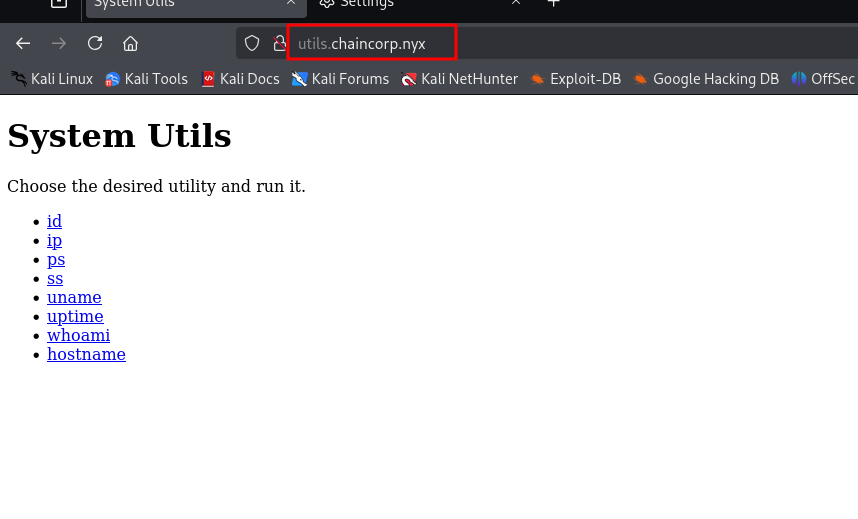 System Utils
Settings
utils.chaincorp.nyx
Kali Linux Kali Tools Kali Docs Kali Forums Kali NetHunter Exploit-DB Google Hacking DB OffSec
System Utils
Choose the desired utility and run it.
id
ip
ps
ss
uname
uptime
whoami
hostname